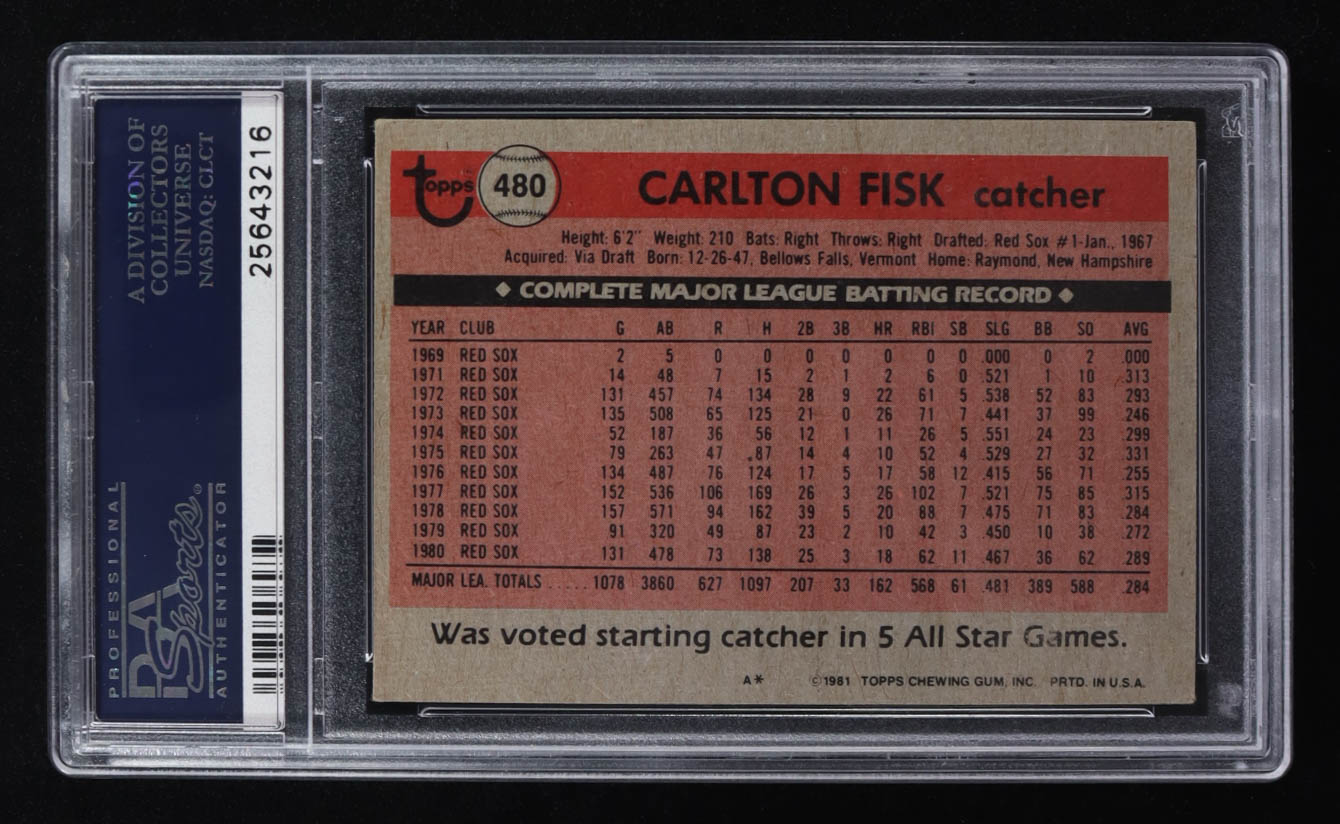 A DIVISION OF
COLLECTORS
UNIVERSE
NASDAQ: CLCT
25643216
PROFESSIONAL
PSA
Sports®
AUTHENTICATOR
Topps 480 CARLTON FISK catcher
Height: 6'2" Weight: 210 Bats: Right Throws: Right Drafted: Red Sox #1-Jan., 1967
Acquired: Via Draft Born: 12-26-47, Bellows Falls, Vermont Home: Raymond, New Hampshire
◆ COMPLETE MAJOR LEAGUE BATTING RECORD ◆
YEAR CLUB G AB R H 2B 3B HR RBI SB SLG BB SO AVG
1969 RED SOX 2 5 0 0 0 0 0 0 0 .000 0 2 .000
1971 RED SOX 14 48 7 15 2 1 2 6 0 .521 1 10 .313
1972 RED SOX 131 457 74 134 28 9 22 61 5 .538 52 83 .293
1973 RED SOX 135 508 65 125 21 0 26 71 7 .441 37 99 .246
1974 RED SOX 52 187 36 56 12 1 11 26 5 .551 24 23 .299
1975 RED SOX 79 263 47 87 14 4 10 52 4 .529 27 32 .331
1976 RED SOX 134 487 76 124 17 5 17 58 12 .415 56 71 .255
1977 RED SOX 152 536 106 169 26 3 26 102 7 .521 75 85 .315
1978 RED SOX 157 571 94 162 39 5 20 88 7 .475 71 83 .284
1979 RED SOX 91 320 49 87 23 2 10 42 3 .450 10 38 .272
1980 RED SOX 131 478 73 138 25 3 18 62 11 .467 36 62 .289
MAJOR LEA. TOTALS ..... 1078 3860 627 1097 207 33 162 568 61 .481 389 588 .284
Was voted starting catcher in 5 All Star Games.
A* ©1981 TOPPS CHEWING GUM, INC. PRTD. IN U.S.A.